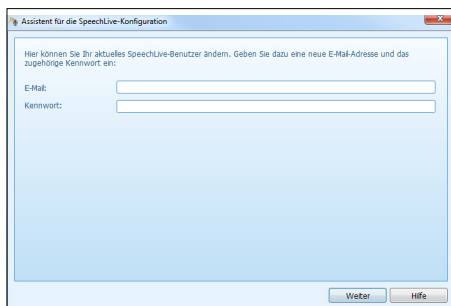 Assistent für die SpeechLive-Konfiguration
Hier können Sie Ihr aktuelles SpeechLive-Benutzer ändern. Geben Sie dazu eine neue E-Mail-Adresse und das
zugehörige Kennwort ein:
E-Mail:
Kennwort:
Weiter
Hilfe